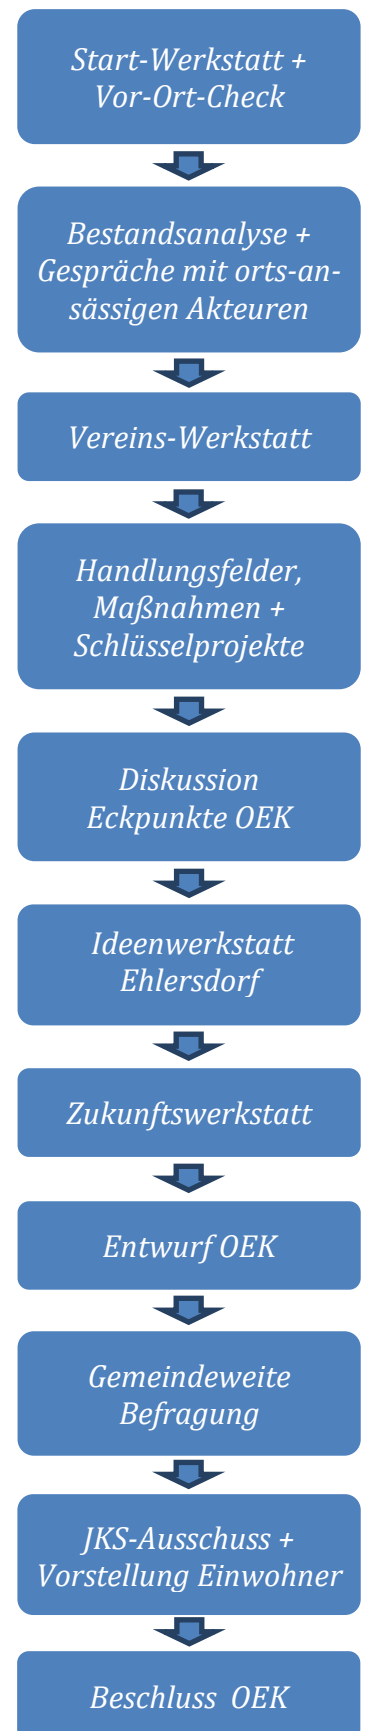 Start-Werkstatt +
Vor-Ort-Check
Bestandsanalyse +
Gespräche mit orts-an-
sässigen Akteuren
Vereins-Werkstatt
Handlungsfelder,
Maßnahmen +
Schlüsselprojekte
Diskussion
Eckpunkte OEK
Ideenwerkstatt
Ehlersdorf
Zukunftswerkstatt
Entwurf OEK
Gemeindeweite
Befragung
JKS-Ausschuss +
Vorstellung Einwohner
Beschluss OEK